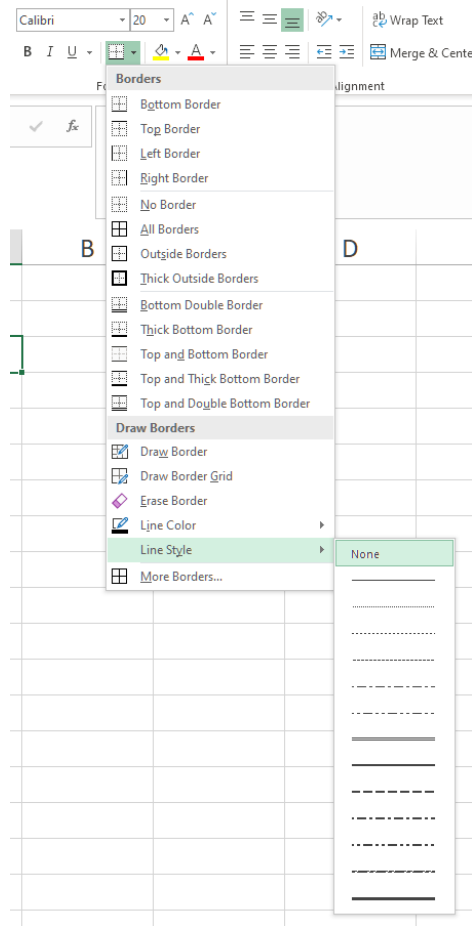 Calibri 20 A^ A˅ ab Wrap Text
B I U A Merge & Cente
Fo lignment
fx
B D
Borders
Bottom Border
Top Border
Left Border
Right Border
No Border
All Borders
Outside Borders
Thick Outside Borders
Bottom Double Border
Thick Bottom Border
Top and Bottom Border
Top and Thick Bottom Border
Top and Double Bottom Border
Draw Borders
Draw Border
Draw Border Grid
Erase Border
Line Color
Line Style
None
More Borders...